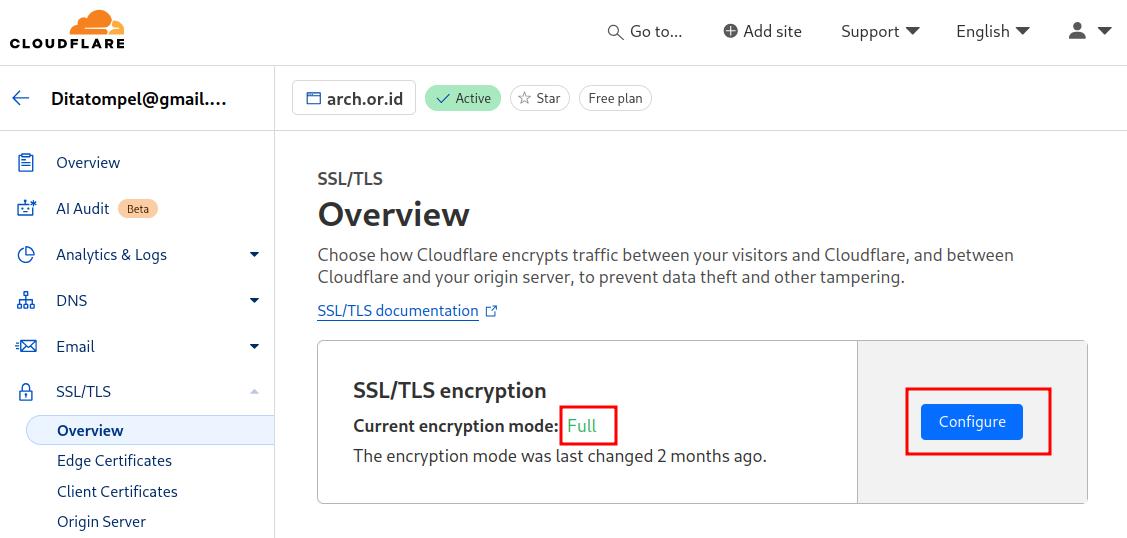 CLOUDFLARE
Go to...
Add site
Support
English
Ditatompel@gmail....
arch.or.id
Active
Star
Free plan
Overview
AI Audit Beta
Analytics & Logs
DNS
Email
SSL/TLS
Overview
Edge Certificates
Client Certificates
Origin Server
SSL/TLS
Overview
Choose how Cloudflare encrypts traffic between your visitors and Cloudflare, and between
Cloudflare and your origin server, to prevent data theft and other tampering.
SSL/TLS documentation
SSL/TLS encryption
Current encryption mode: Full
The encryption mode was last changed 2 months ago.
Configure